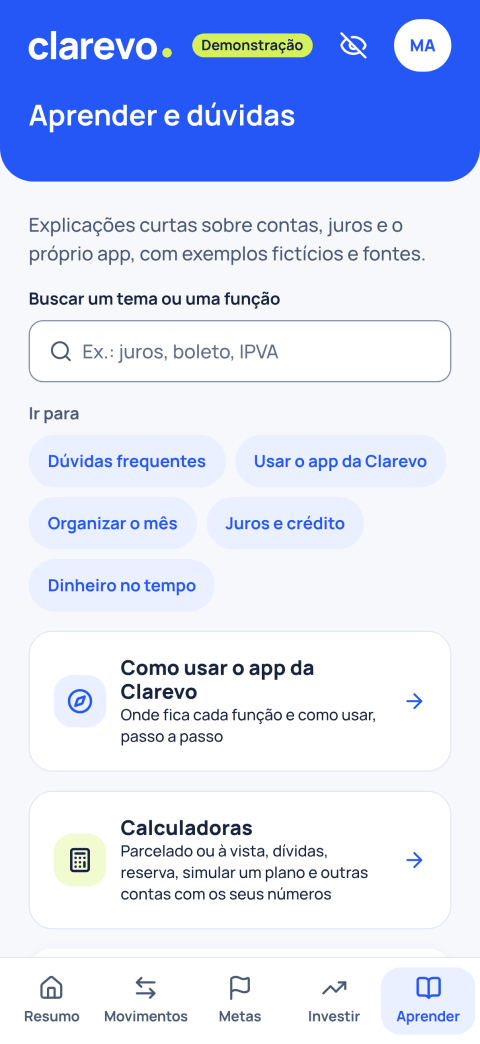 clarevo.
Demonstração
MA
Aprender e dúvidas
Explicações curtas sobre contas, juros e o
próprio app, com exemplos fictícios e fontes.
Buscar um tema ou uma função
Ex.: juros, boleto, IPVA
Ir para
Dúvidas frequentes
Usar o app da Clarevo
Organizar o mês
Juros e crédito
Dinheiro no tempo
Como usar o app da
Clarevo
Onde fica cada função e como usar,
passo a passo
Calculadoras
Parcelado ou à vista, dívidas,
reserva, simular um plano e outras
contas com os seus números
Resumo
Movimentos
Metas
Investir
Aprender